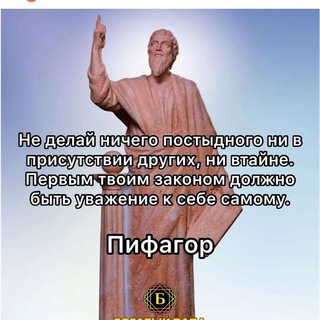 Не делай ничего постыдного ни в
присутствии других, ни втайне.
Первым твоим законом должно
быть уважение к себе самому.
Пифагор
Б